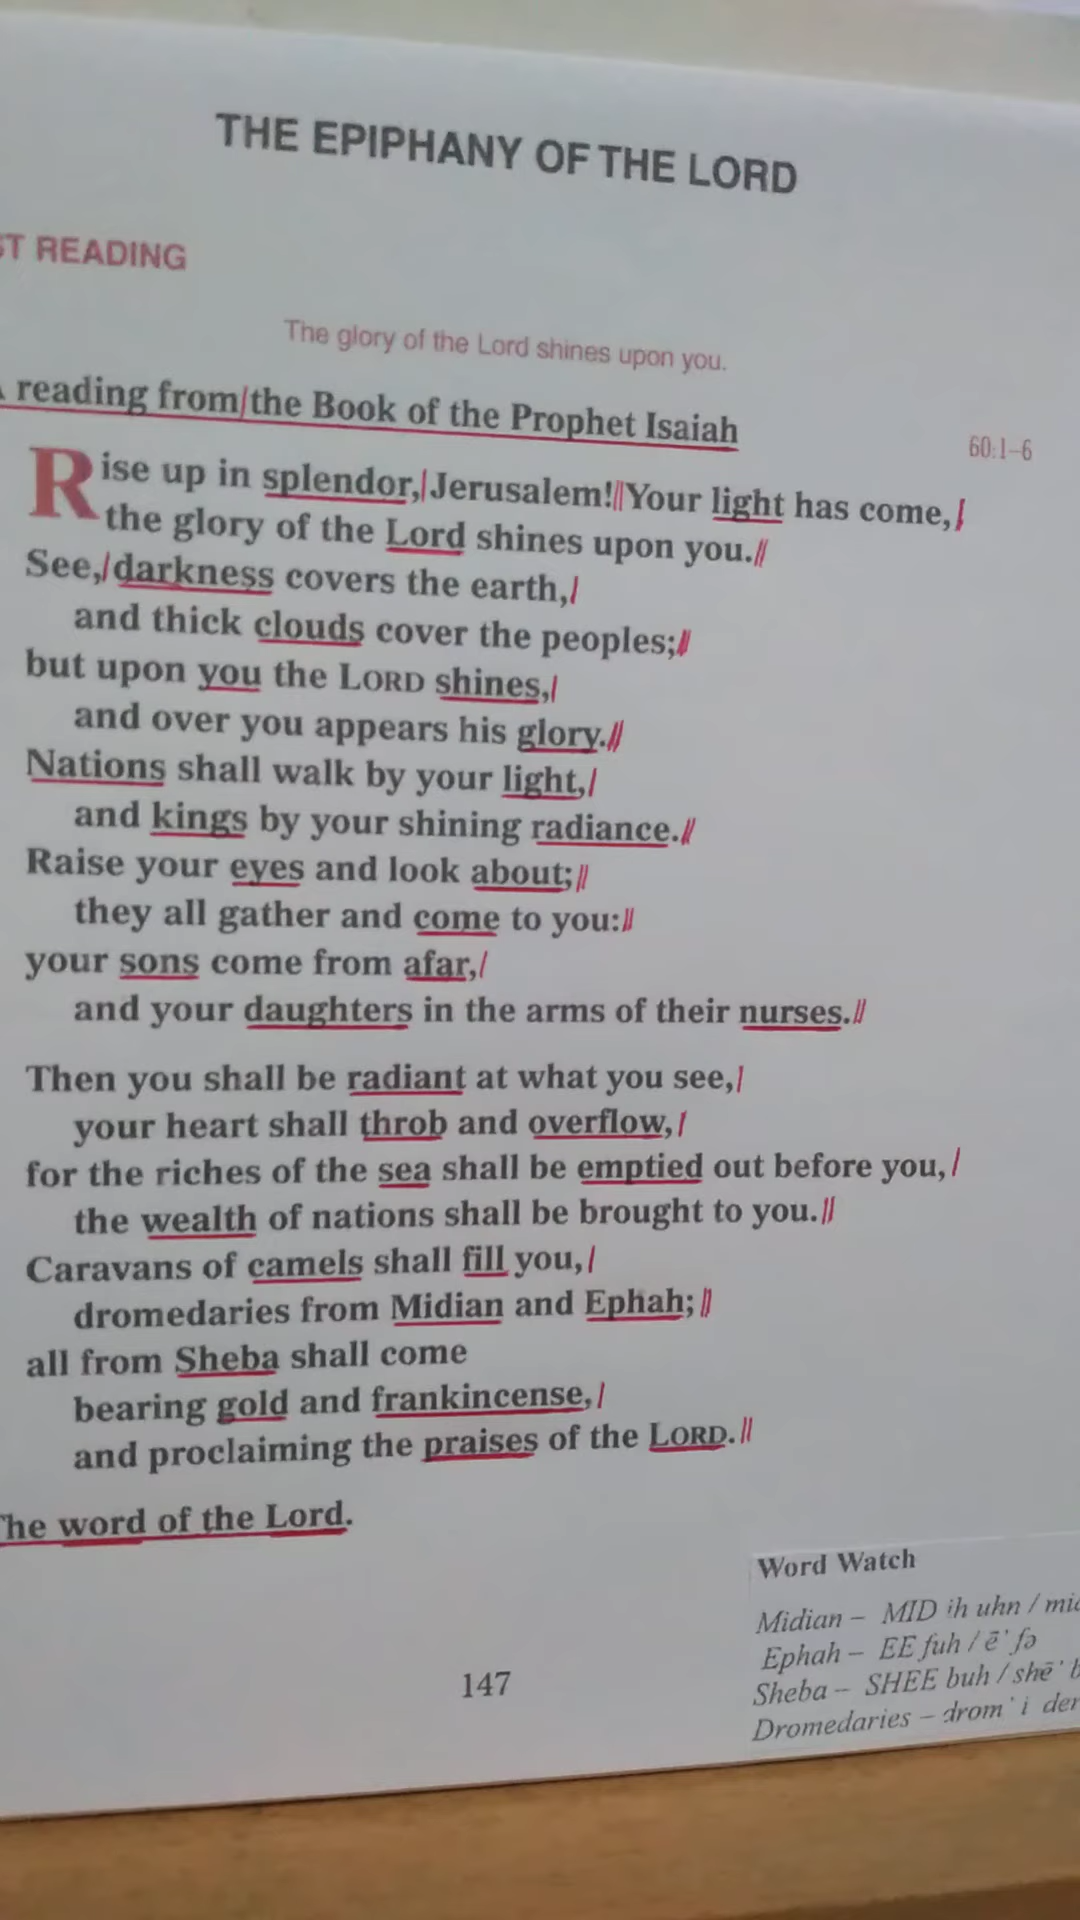 THE EPIPHANY OF THE LORD
ST READING
The glory of the Lord shines upon you.
reading from/the Book of the Prophet Isaiah
60:1–6
Rise up in splendor,/Jerusalem!//Your light has come,/
the glory of the Lord shines upon you.//
See,/darkness covers the earth,/
and thick clouds cover the peoples;//
but upon you the LORD shines,/
and over you appears his glory.//
Nations shall walk by your light,/
and kings by your shining radiance.//
Raise your eyes and look about;//
they all gather and come to you://
your sons come from afar,/
and your daughters in the arms of their nurses.//
Then you shall be radiant at what you see,/
your heart shall throb and overflow,/
for the riches of the sea shall be emptied out before you,/
the wealth of nations shall be brought to you.//
Caravans of camels shall fill you,/
dromedaries from Midian and Ephah;//
all from Sheba shall come
bearing gold and frankincense,/
and proclaiming the praises of the LORD.//
The word of the Lord.
Word Watch
Midian – MID ih uhn / mid
Ephah – EE fuh / ē' fə
Sheba – SHEE buh / shē' b
Dromedaries – drom' i der
147